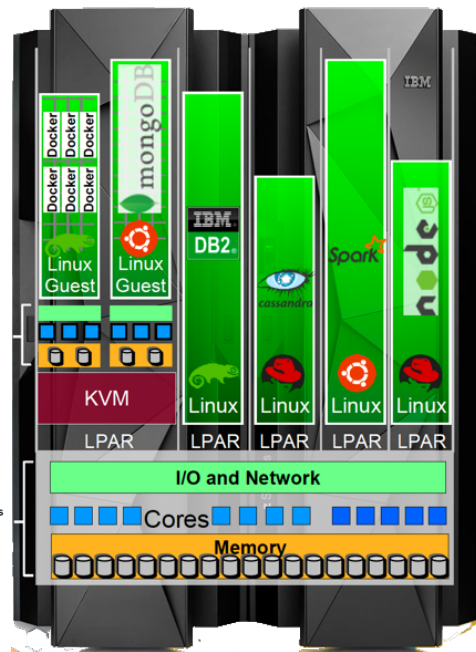 IBM
Docker Docker Docker
Docker Docker Docker
mongoDB
IBM
DB2
Spark
cassandra
node
Linux
Guest
Linux
Guest
KVM
Linux
Linux
Linux
Linux
LPAR
LPAR
LPAR
LPAR
LPAR
I/O and Network
Cores
Memory